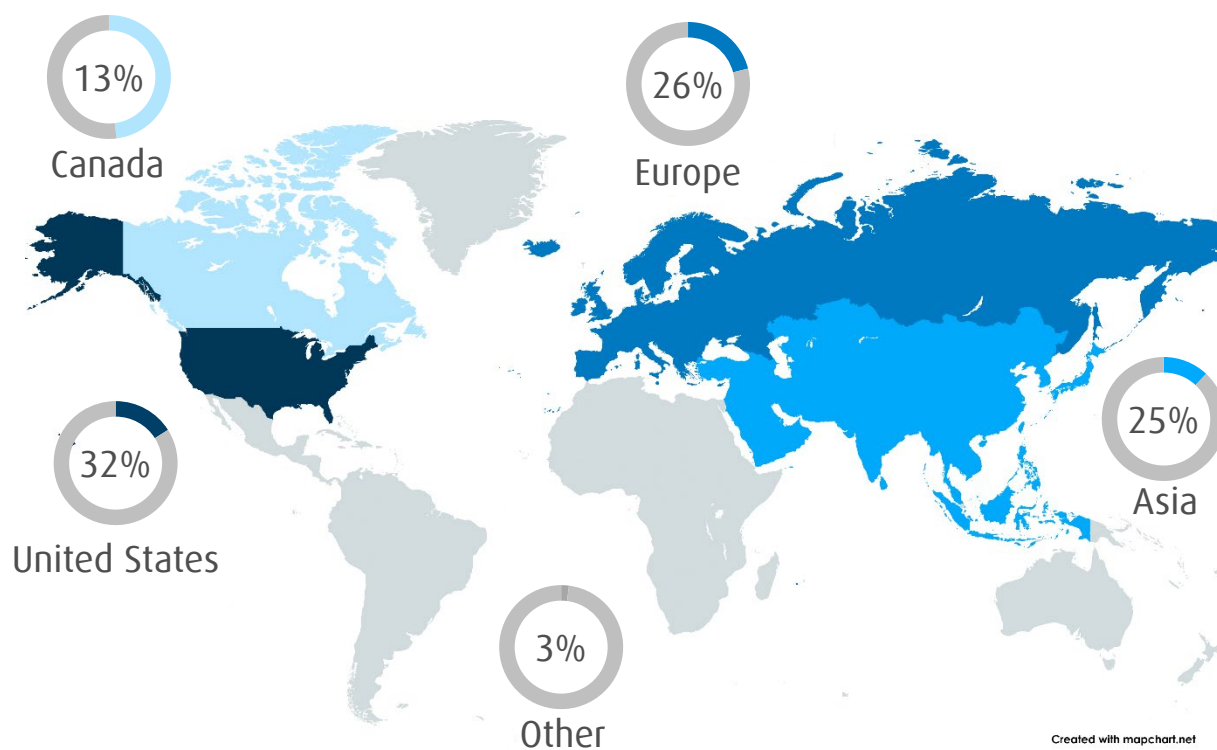 13%
Canada
26%
Europe
32%
United States
25%
Asia
3%
Other
Created with mapchart.net